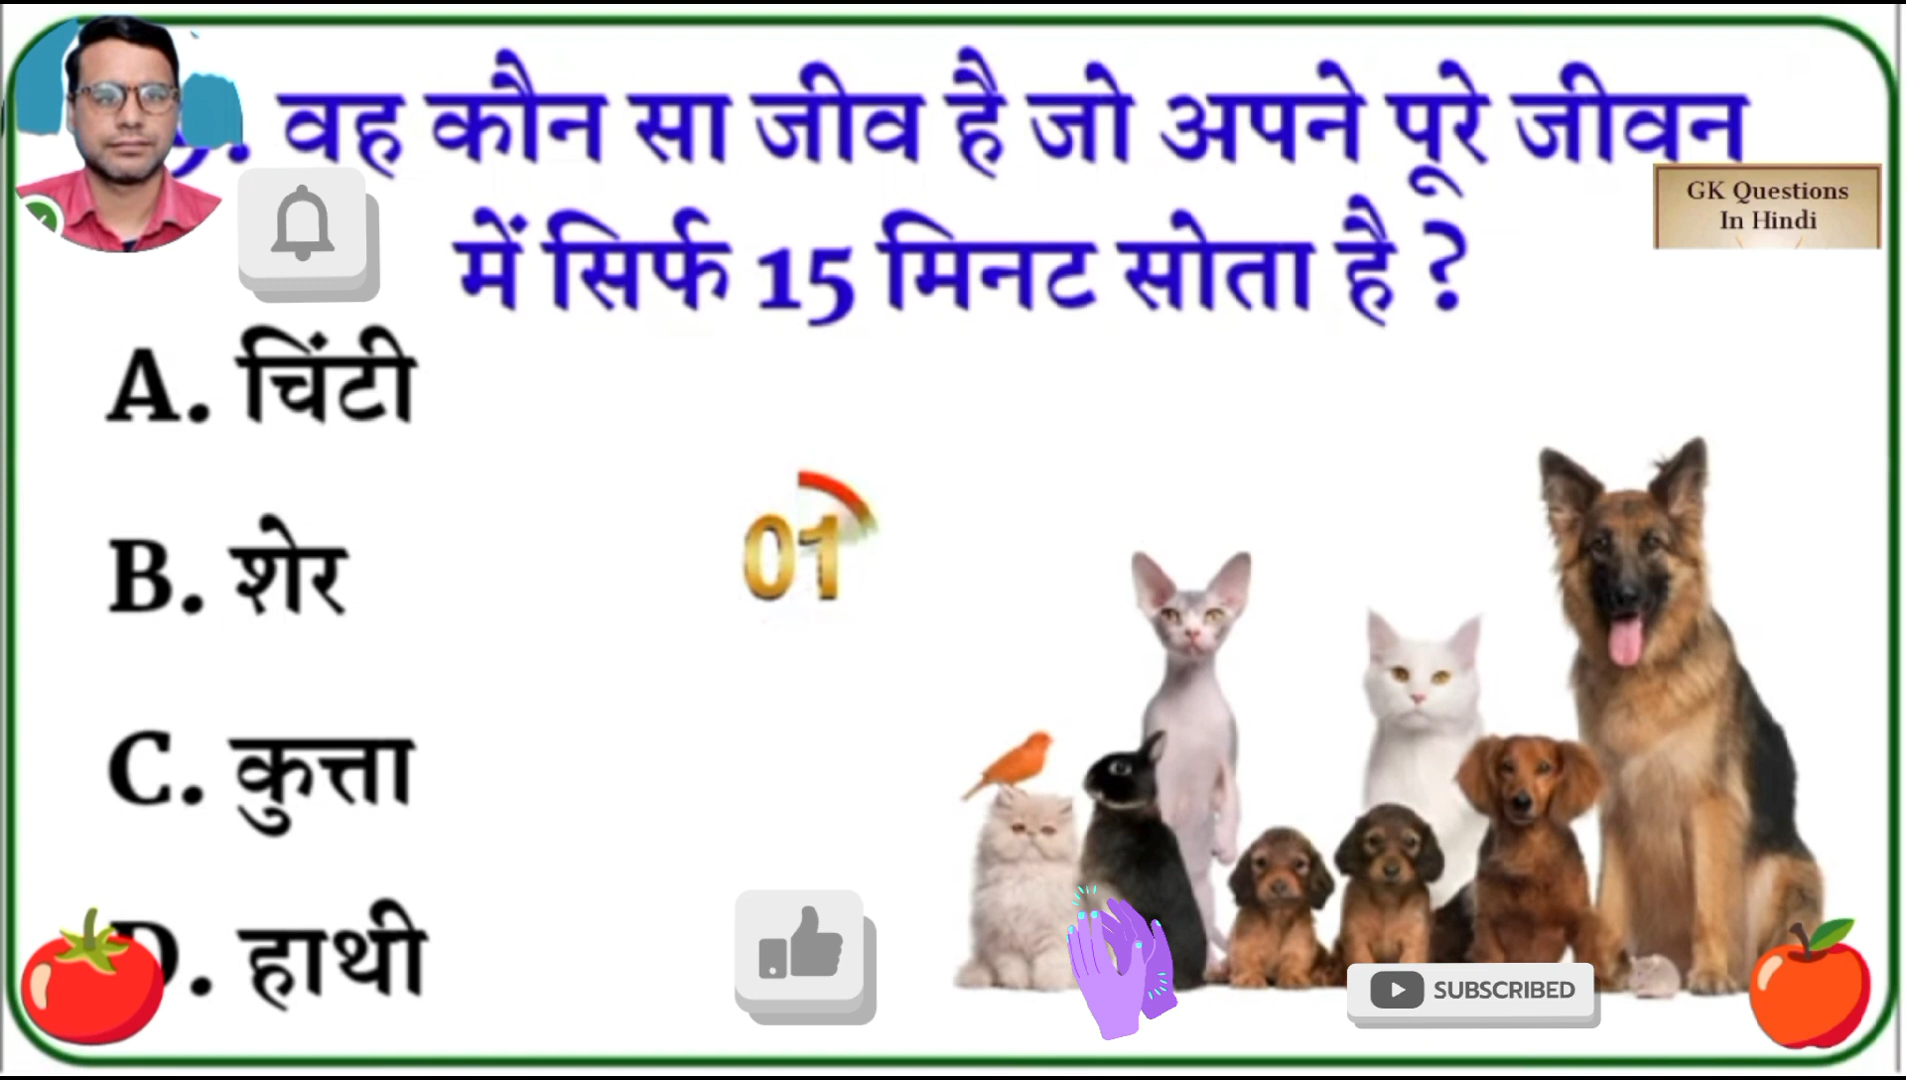 वह कौन सा जीव है जो अपने पूरे जीवन
में सिर्फ 15 मिनट सोता है ?
GK Questions
In Hindi
A. चिंटी
B. शेर
01
C. कुत्ता
D. हाथी
SUBSCRIBED